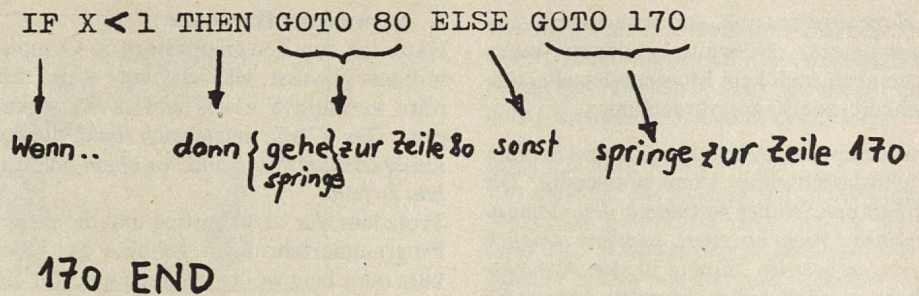 IF X<1 THEN GOTO 80 ELSE GOTO 170
Wenn.. dann { gehe } zur Zeile 80 sonst springe zur Zeile 170
springe
170 END